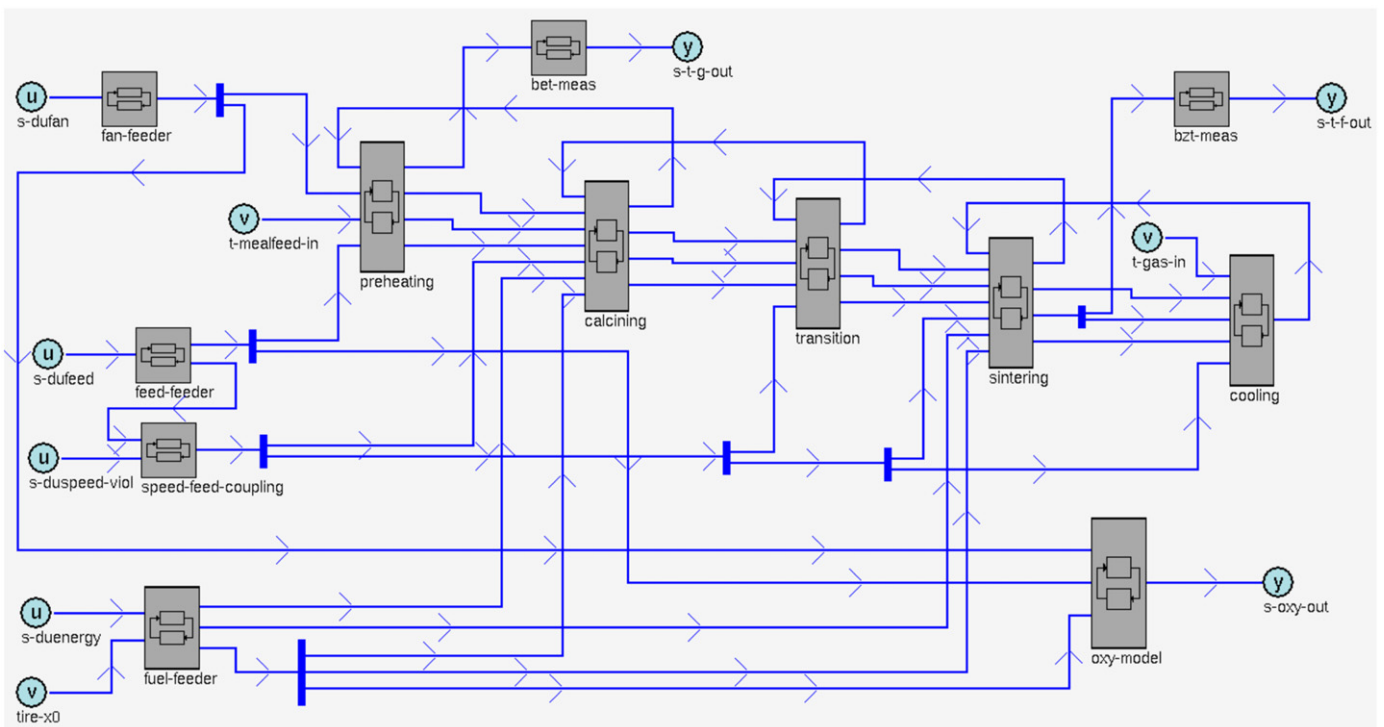 u
s-dufan
fan-feeder
bet-meas
y
s-t-g-out
bzt-meas
y
s-t-f-out
v
t-mealfeed-in
preheating
calcining
transition
sintering
v
t-gas-in
cooling
u
s-dufeed
feed-feeder
u
s-duspeed-viol
speed-feed-coupling
u
s-duenergy
fuel-feeder
v
tire-x0
oxy-model
y
s-oxy-out